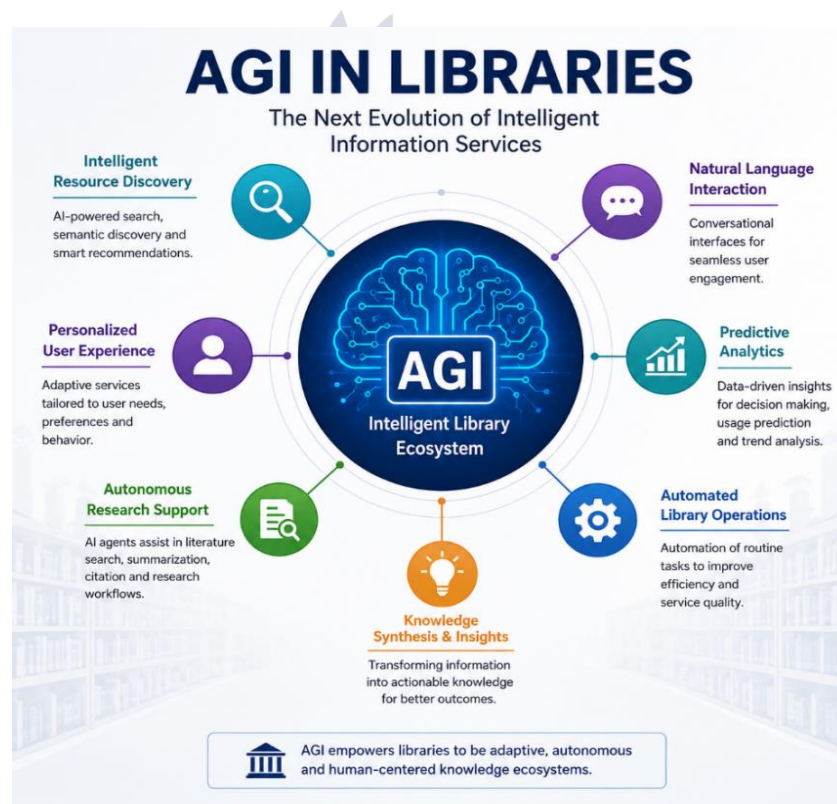 AGI IN LIBRARIES
The Next Evolution of Intelligent
Information Services
Intelligent
Resource Discovery
AI-powered search,
semantic discovery and
smart recommendations.
Natural Language
Interaction
Conversational
interfaces for
seamless user
engagement.
Personalized
User Experience
Adaptive services
tailored to user needs,
preferences and
behavior.
AGI
Intelligent Library
Ecosystem
Predictive
Analytics
Data-driven insights
for decision making,
usage prediction
and trend analysis.
Autonomous
Research Support
AI agents assist in literature
search, summarization,
citation and research
workflows.
Automated
Library Operations
Automation of routine
tasks to improve
efficiency and
service quality.
Knowledge
Synthesis & Insights
Transforming information
into actionable knowledge
for better outcomes.
AGI empowers libraries to be adaptive, autonomous
and human-centered knowledge ecosystems.